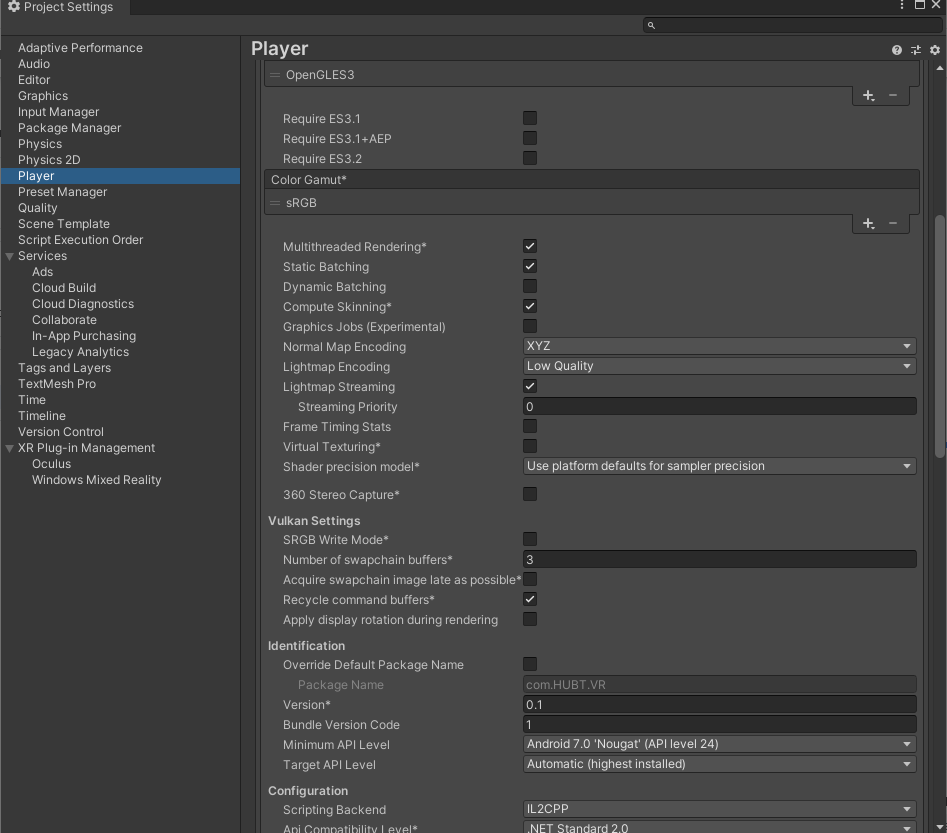 Project Settings
Adaptive Performance
Audio
Editor
Graphics
Input Manager
Package Manager
Physics
Physics 2D
Player
Preset Manager
Quality
Scene Template
Script Execution Order
Services
Ads
Cloud Build
Cloud Diagnostics
Collaborate
In-App Purchasing
Legacy Analytics
Tags and Layers
TextMesh Pro
Time
Timeline
Version Control
XR Plug-in Management
Oculus
Windows Mixed Reality
Player
OpenGLES3
Require ES3.1
Require ES3.1+AEP
Require ES3.2
Color Gamut*
sRGB
Multithreaded Rendering*
Static Batching
Dynamic Batching
Compute Skinning*
Graphics Jobs (Experimental)
Normal Map Encoding XYZ
Lightmap Encoding Low Quality
Lightmap Streaming
Streaming Priority 0
Frame Timing Stats
Virtual Texturing*
Shader precision model* Use platform defaults for sampler precision
360 Stereo Capture*
Vulkan Settings
SRGB Write Mode*
Number of swapchain buffers* 3
Acquire swapchain image late as possible*
Recycle command buffers*
Apply display rotation during rendering
Identification
Override Default Package Name
Package Name com.HUBT.VR
Version* 0.1
Bundle Version Code 1
Minimum API Level Android 7.0 'Nougat' (API level 24)
Target API Level Automatic (highest installed)
Configuration
Scripting Backend IL2CPP
Api Compatibility Level* .NET Standard 2.0